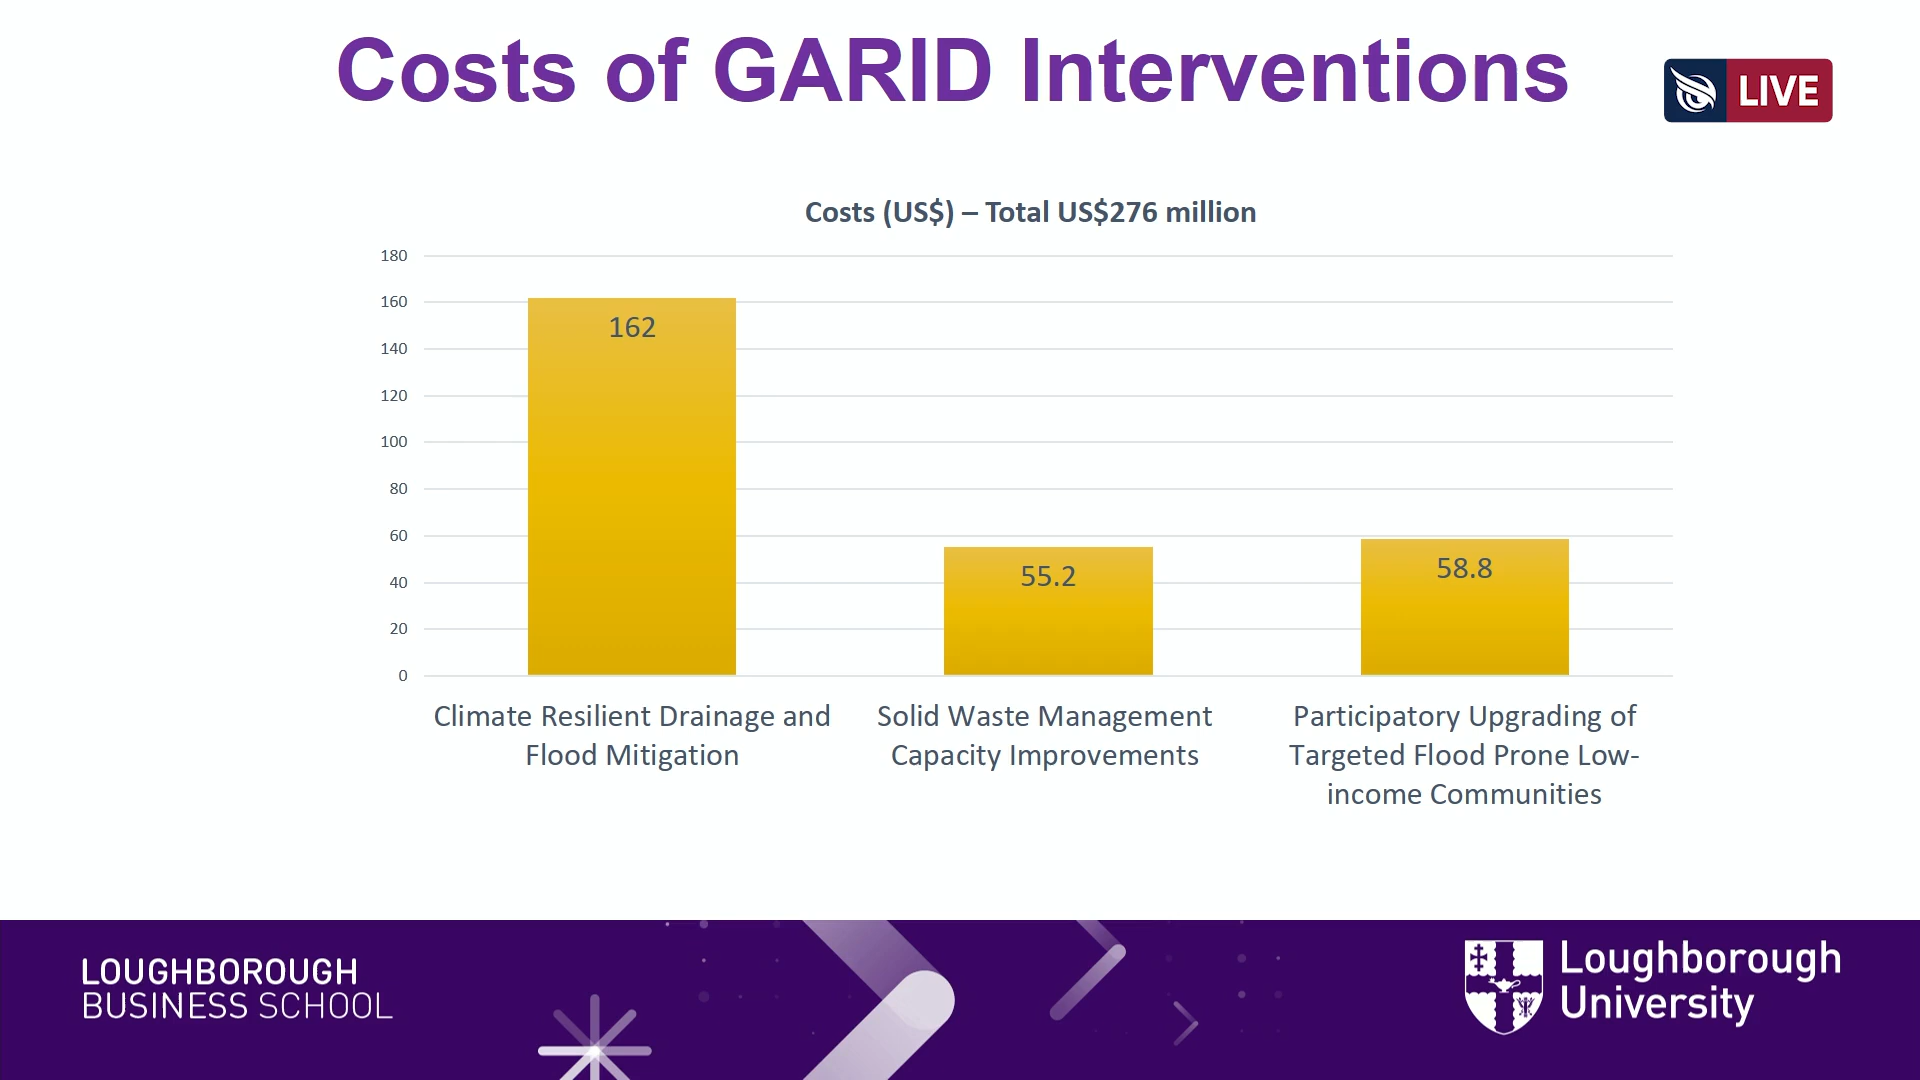 Costs of GARID Interventions
LIVE
Costs (US$) – Total US$276 million
180
160
140
120
100
80
60
40
20
0
162
55.2
58.8
Climate Resilient Drainage and
Flood Mitigation
Solid Waste Management
Capacity Improvements
Participatory Upgrading of
Targeted Flood Prone Low-
income Communities
LOUGHBOROUGH
BUSINESS SCHOOL
Loughborough
University